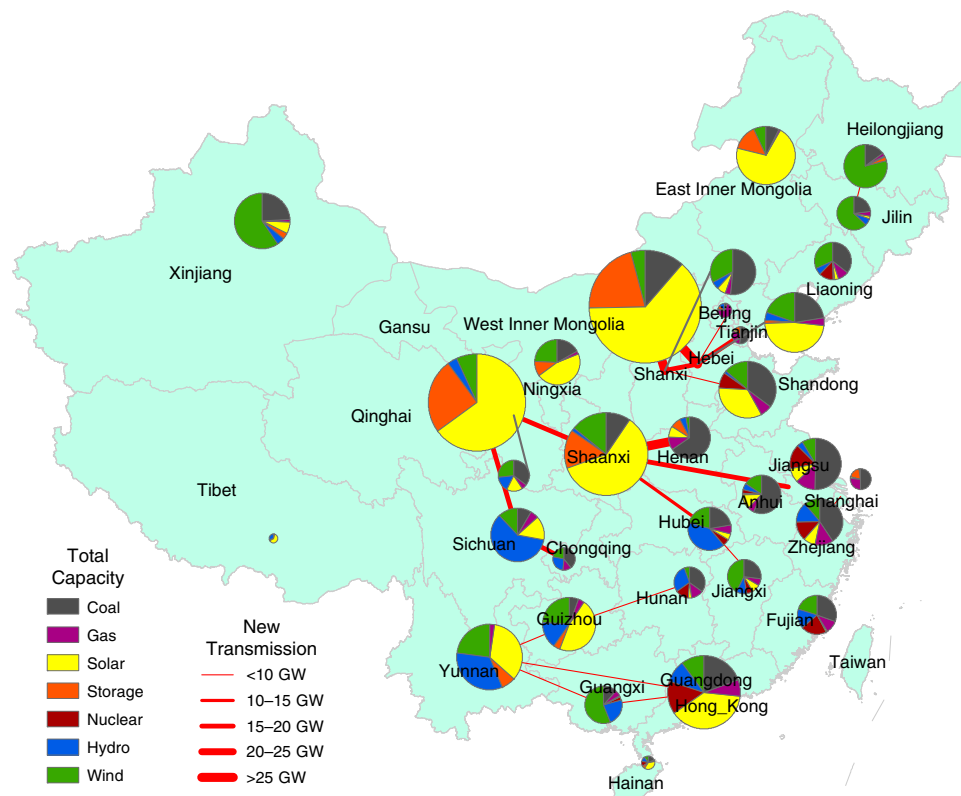 Heilongjiang
East Inner Mongolia
Jilin
Xinjiang
Liaoning
Beijing
Gansu
West Inner Mongolia
Tianjin
Hebei
Shanxi
Ningxia
Shandong
Qinghai
Shaanxi
Henan
Jiangsu
Tibet
Anhui
Shanghai
Hubei
Sichuan
Chongqing
Zhejiang
Hunan
Jiangxi
Guizhou
Fujian
Taiwan
Yunnan
Guangxi
Guangdong
Hong_Kong
Hainan
Total
Capacity
Coal
Gas
Solar
Storage
Nuclear
Hydro
Wind
New
Transmission
<10 GW
10–15 GW
15–20 GW
20–25 GW
>25 GW